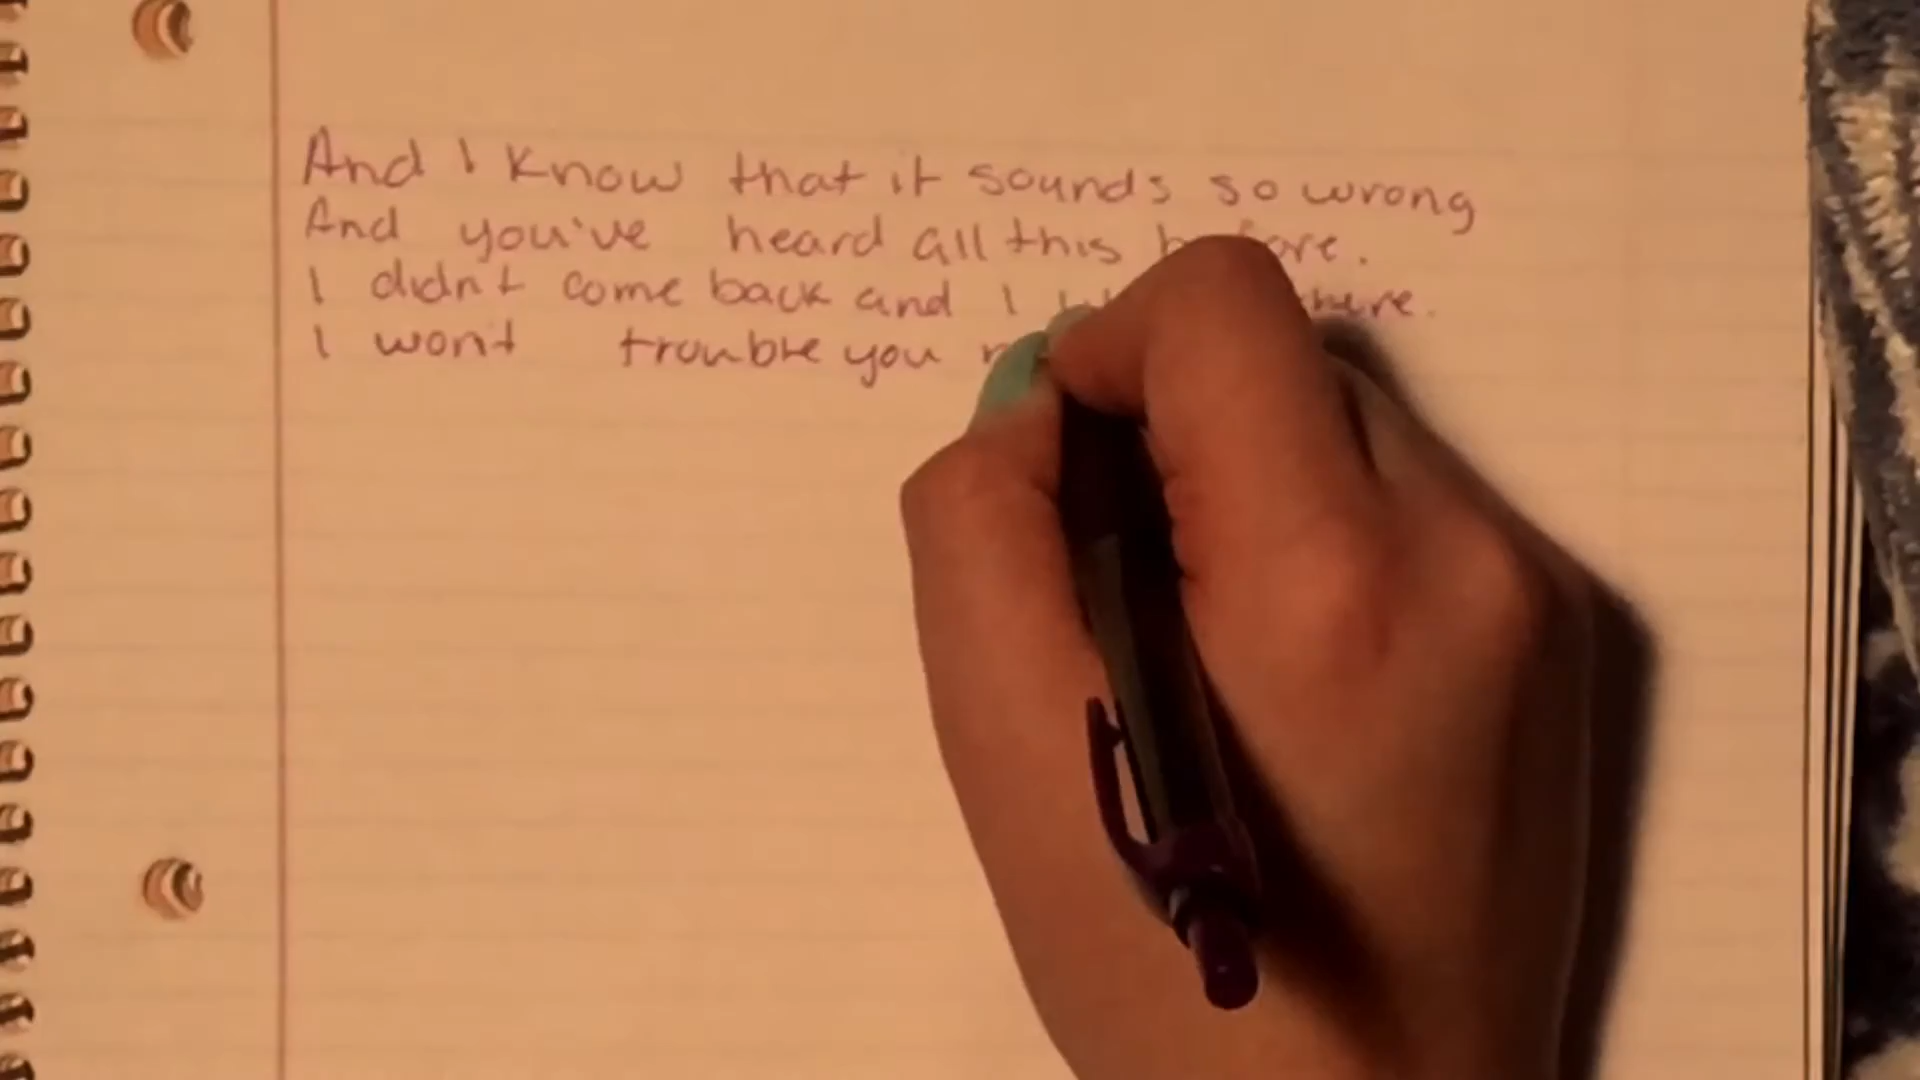 And I know that it sounds so wrong
And you've heard all this before.
I didn't come back and I
I won't trouble you